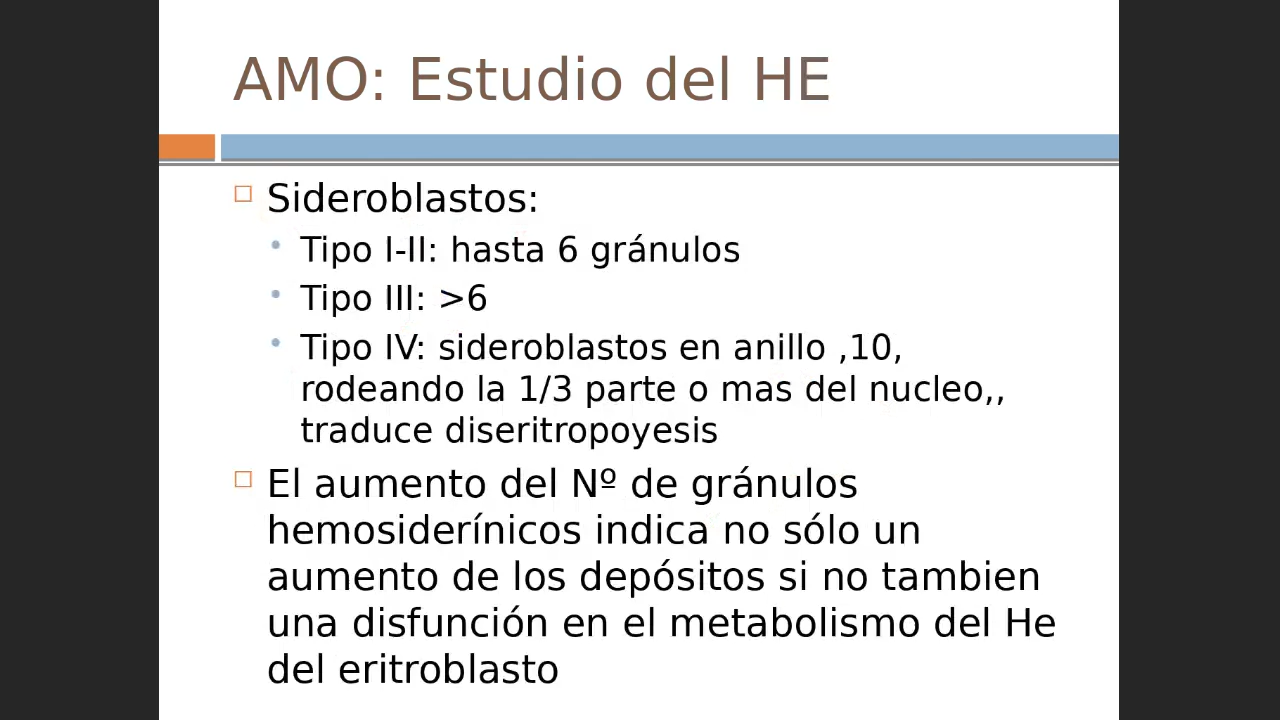 AMO: Estudio del HE
Sideroblastos:
Tipo I-II: hasta 6 gránulos
Tipo III: >6
Tipo IV: sideroblastos en anillo ,10,
rodeando la 1/3 parte o mas del nucleo,,
traduce diseritropoyesis
El aumento del Nº de gránulos
hemosiderínicos indica no sólo un
aumento de los depósitos si no tambien
una disfunción en el metabolismo del He
del eritroblasto